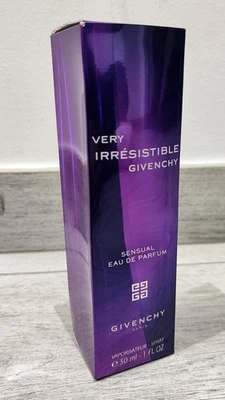 VERY
IRRÉSISTIBLE
GIVENCHY
SENSUAL
EAU DE PARFUM
GIVENCHY
PARIS
VAPORISATEUR SPRAY
℮ 30 ml - 1 FL OZ